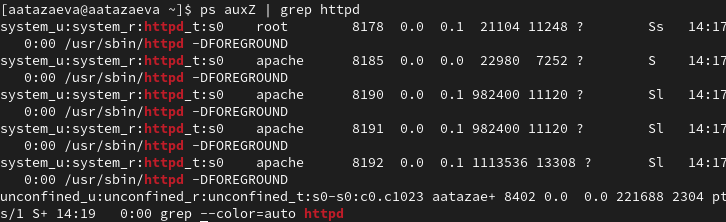 [aatazaeva@aatazaeva ~]$ ps auxZ | grep httpd
system_u:system_r:httpd_t:s0    root        8178  0.0  0.1  21104 11248 ?        Ss   14:17
   0:00 /usr/sbin/httpd -DFOREGROUND
system_u:system_r:httpd_t:s0    apache      8185  0.0  0.0  22980  7252 ?        S    14:17
   0:00 /usr/sbin/httpd -DFOREGROUND
system_u:system_r:httpd_t:s0    apache      8190  0.0  0.1 982400 11120 ?        Sl   14:17
   0:00 /usr/sbin/httpd -DFOREGROUND
system_u:system_r:httpd_t:s0    apache      8191  0.0  0.1 982400 11120 ?        Sl   14:17
   0:00 /usr/sbin/httpd -DFOREGROUND
system_u:system_r:httpd_t:s0    apache      8192  0.0  0.1 1113536 13308 ?       Sl   14:17
   0:00 /usr/sbin/httpd -DFOREGROUND
unconfined_u:unconfined_r:unconfined_t:s0-s0:c0.c1023 aatazae+ 8402 0.0  0.0 221688 2304 pt
s/1 S+ 14:19   0:00 grep --color=auto httpd